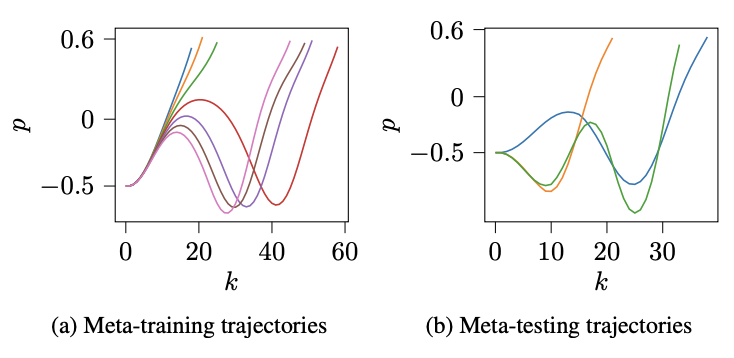 0.6
0
−0.5
p
0 20 40 60
k
(a) Meta-training trajectories
0.6
0
−0.5
p
0 10 20 30
k
(b) Meta-testing trajectories